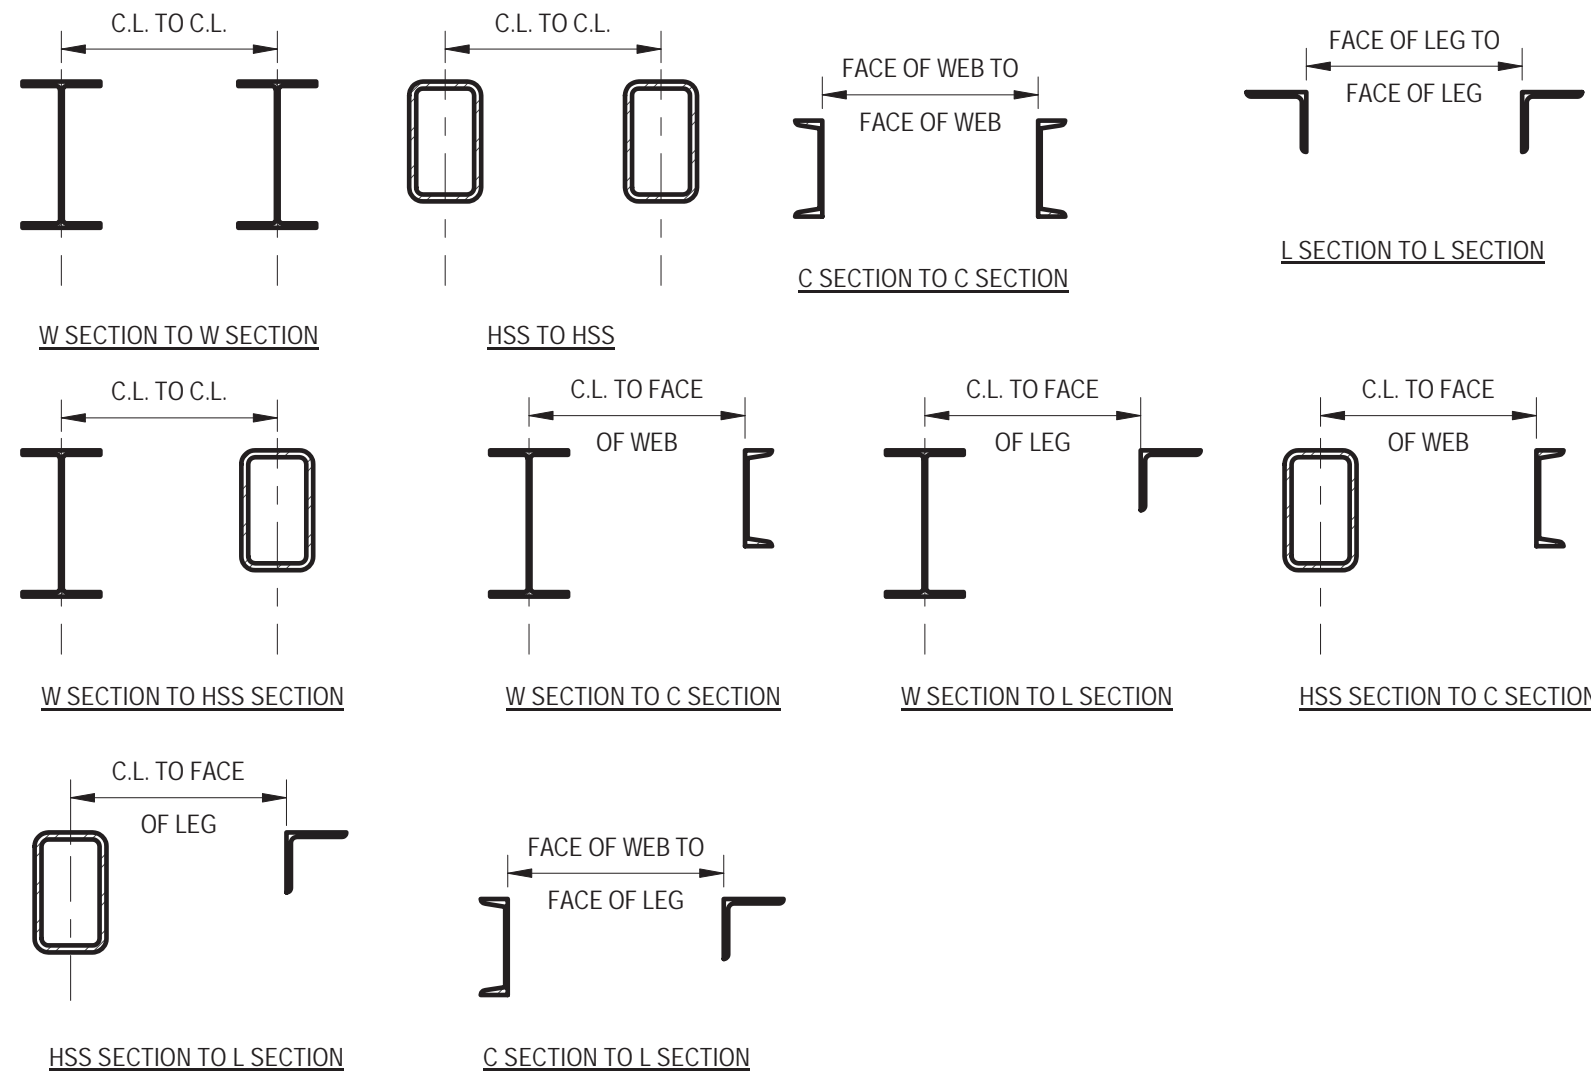 C.L. TO C.L.
W SECTION TO W SECTION
C.L. TO C.L.
HSS TO HSS
FACE OF WEB TO
FACE OF WEB
C SECTION TO C SECTION
FACE OF LEG TO
FACE OF LEG
L SECTION TO L SECTION
C.L. TO C.L.
W SECTION TO HSS SECTION
C.L. TO FACE
OF WEB
W SECTION TO C SECTION
C.L. TO FACE
OF LEG
W SECTION TO L SECTION
C.L. TO FACE
OF WEB
HSS SECTION TO C SECTION
C.L. TO FACE
OF LEG
HSS SECTION TO L SECTION
FACE OF WEB TO
FACE OF LEG
C SECTION TO L SECTION